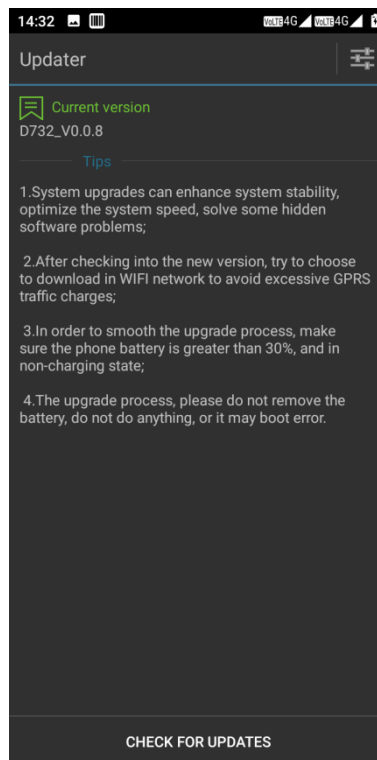 14:32 VoLTE 4G VoLTE 4G
Updater
Current version
D732_V0.0.8
Tips
1.System upgrades can enhance system stability,
optimize the system speed, solve some hidden
software problems;
2.After checking into the new version, try to choose
to download in WIFI network to avoid excessive GPRS
traffic charges;
3.In order to smooth the upgrade process, make
sure the phone battery is greater than 30%, and in
non-charging state;
4.The upgrade process, please do not remove the
battery, do not do anything, or it may boot error.
CHECK FOR UPDATES